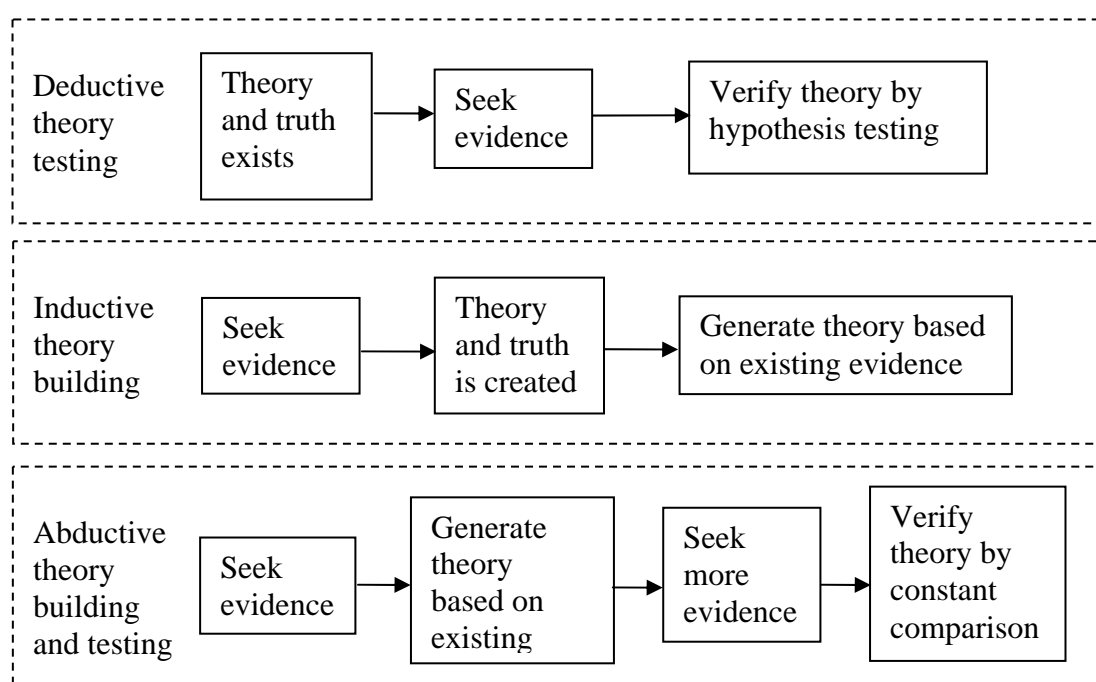 Deductive
theory
testing
Theory
and truth
exists
Seek
evidence
Verify theory by
hypothesis testing
Inductive
theory
building
Seek
evidence
Theory
and truth
is created
Generate theory based
on existing evidence
Abductive
theory
building
and testing
Seek
evidence
Generate
theory
based on
existing
Seek
more
evidence
Verify
theory by
constant
comparison